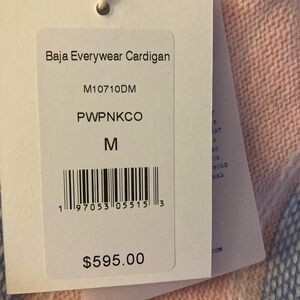 Baja Everywear Cardigan
M10710DM
PWPNKCO
M
1 97053 05515 3
$595.00